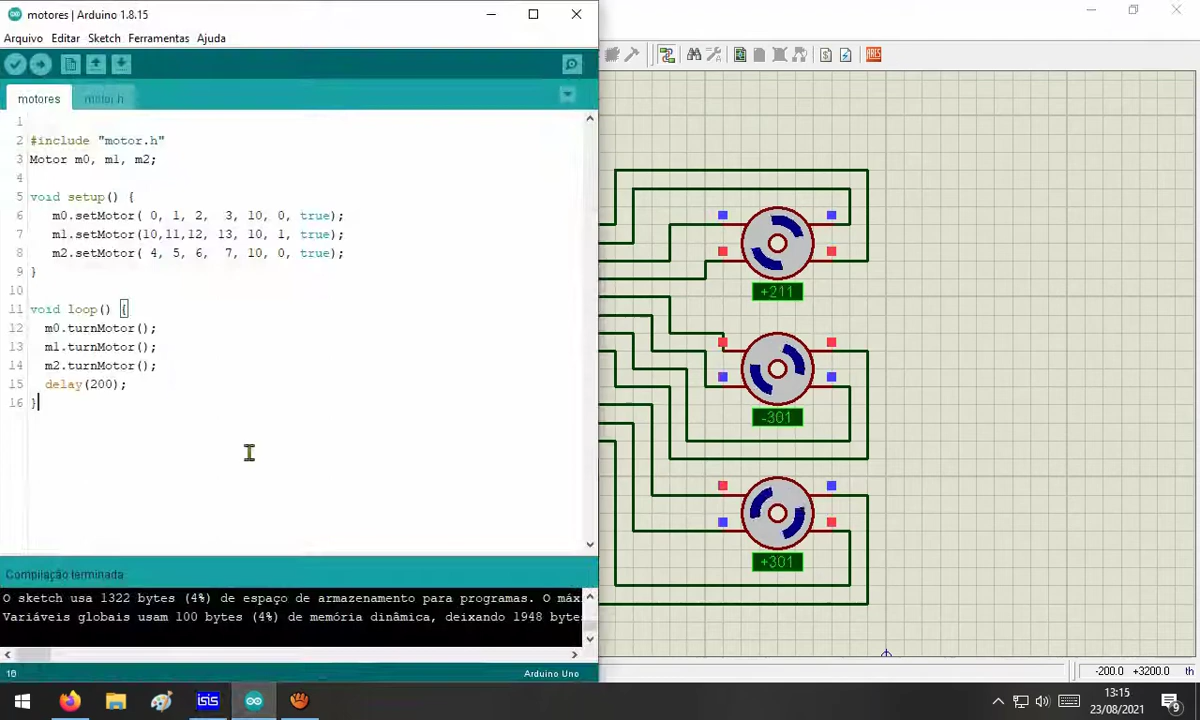 motores | Arduino 1.8.15
Arquivo Editar Sketch Ferramentas Ajuda
motores motor.h
1
2 #include "motor.h"
3 Motor m0, m1, m2;
4
5 void setup() {
6 m0.setMotor( 0, 1, 2, 3, 10, 0, true);
7 m1.setMotor(10,11,12, 13, 10, 1, true);
8 m2.setMotor( 4, 5, 6, 7, 10, 0, true);
9 }
10
11 void loop() {
12 m0.turnMotor();
13 m1.turnMotor();
14 m2.turnMotor();
15 delay(200);
16 }
Compilação terminada
O sketch usa 1322 bytes (4%) de espaço de armazenamento para programas. O máx
Variáveis globais usam 100 bytes (4%) de memória dinâmica, deixando 1948 byte
16 Arduino Uno
ARES
+211
-301
+301
-200.0 +3200.0 th
isis
13:15
23/08/2021
9